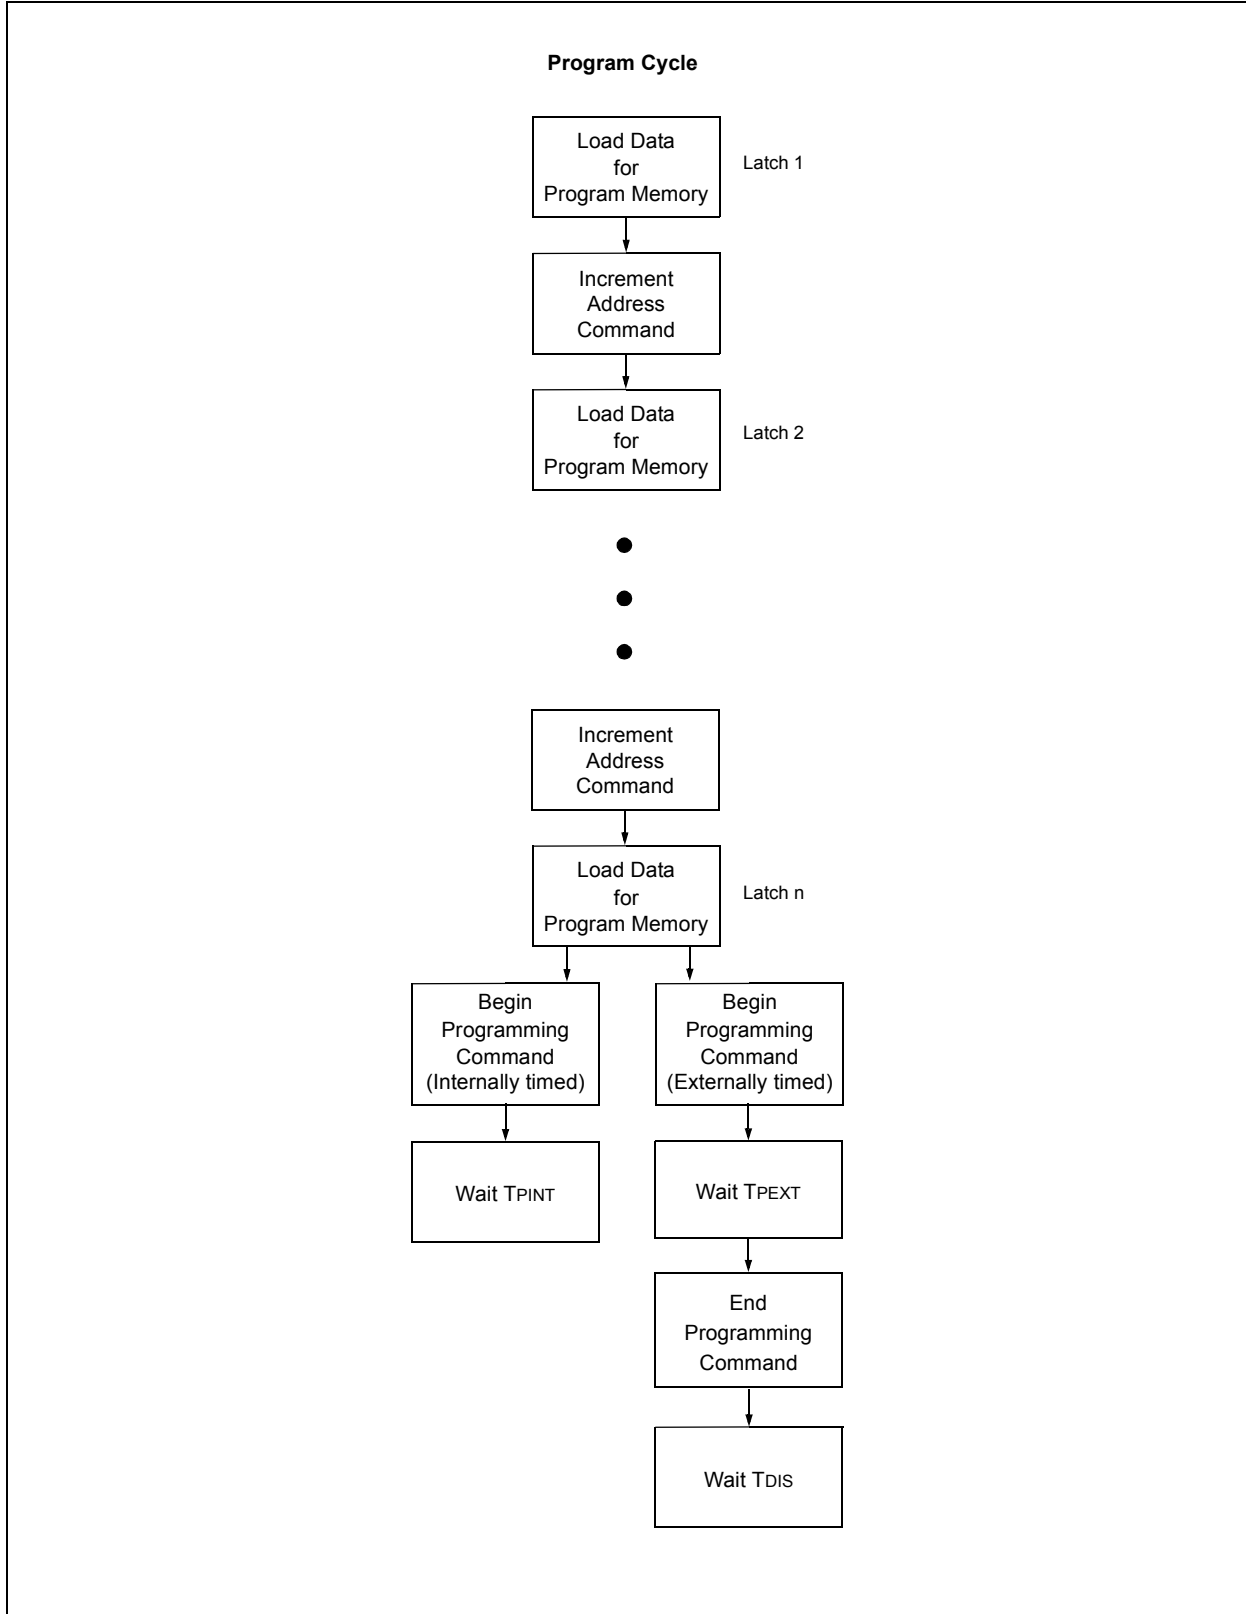 Program Cycle
Load Data
for
Program Memory
Latch 1
Increment
Address
Command
Load Data
for
Program Memory
Latch 2
Increment
Address
Command
Load Data
for
Program Memory
Latch n
Begin
Programming
Command
(Internally timed)
Begin
Programming
Command
(Externally timed)
Wait TPINT
Wait TPEXT
End
Programming
Command
Wait TDIS